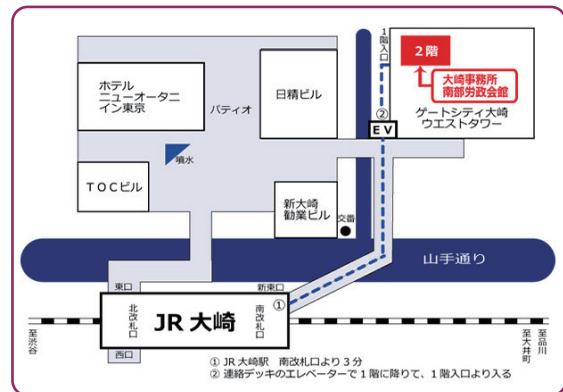 1階入口
2階
大崎事務所
南部労政会館
ホテル
ニューオータニ
イン東京
パティオ
日精ビル
②
EV
ゲートシティ大崎
ウエストタワー
噴水
TOCビル
新大崎
勧業ビル
交番
山手通り
東口
新東口
北改札口
JR大崎
南改札口
①
西口
至渋谷
至大井町
至品川
① JR大崎駅 南改札口より3分
② 連絡デッキのエレベーターで1階に降りて、1階入口より入る